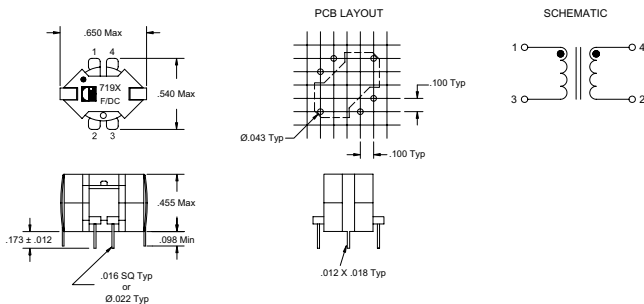 PCB LAYOUT
SCHEMATIC
.650 Max
1 4
719X
F/DC
2 3
.540 Max
.100 Typ
Ø.043 Typ
.100 Typ
1
4
3
2
.455 Max
.173 ± .012
.098 Min
.016 SQ Typ
or
Ø.022 Typ
.012 X .018 Typ